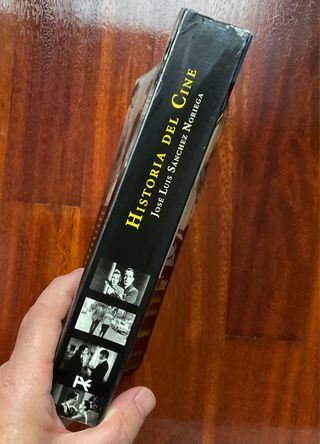 HISTORIA DEL CINE
JOSÉ LUIS SÁNCHEZ NORIEGA